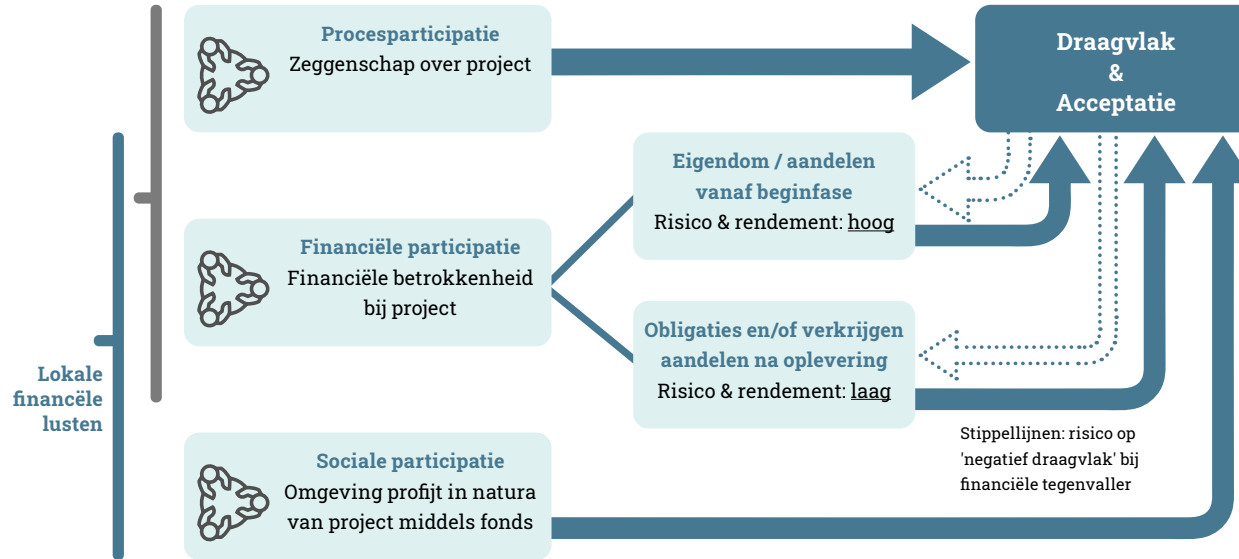 Procesparticipatie
Zeggenschap over project
Draagvlak
&
Acceptatie
Eigendom / aandelen
vanaf beginfase
Risico & rendement: hoog
Financiële participatie
Financiële betrokkenheid
bij project
Obligaties en/of verkrijgen
aandelen na oplevering
Risico & rendement: laag
Lokale
financële
lusten
Stippellijnen: risico op
'negatief draagvlak' bij
financiële tegenvaller
Sociale participatie
Omgeving profijt in natura
van project middels fonds